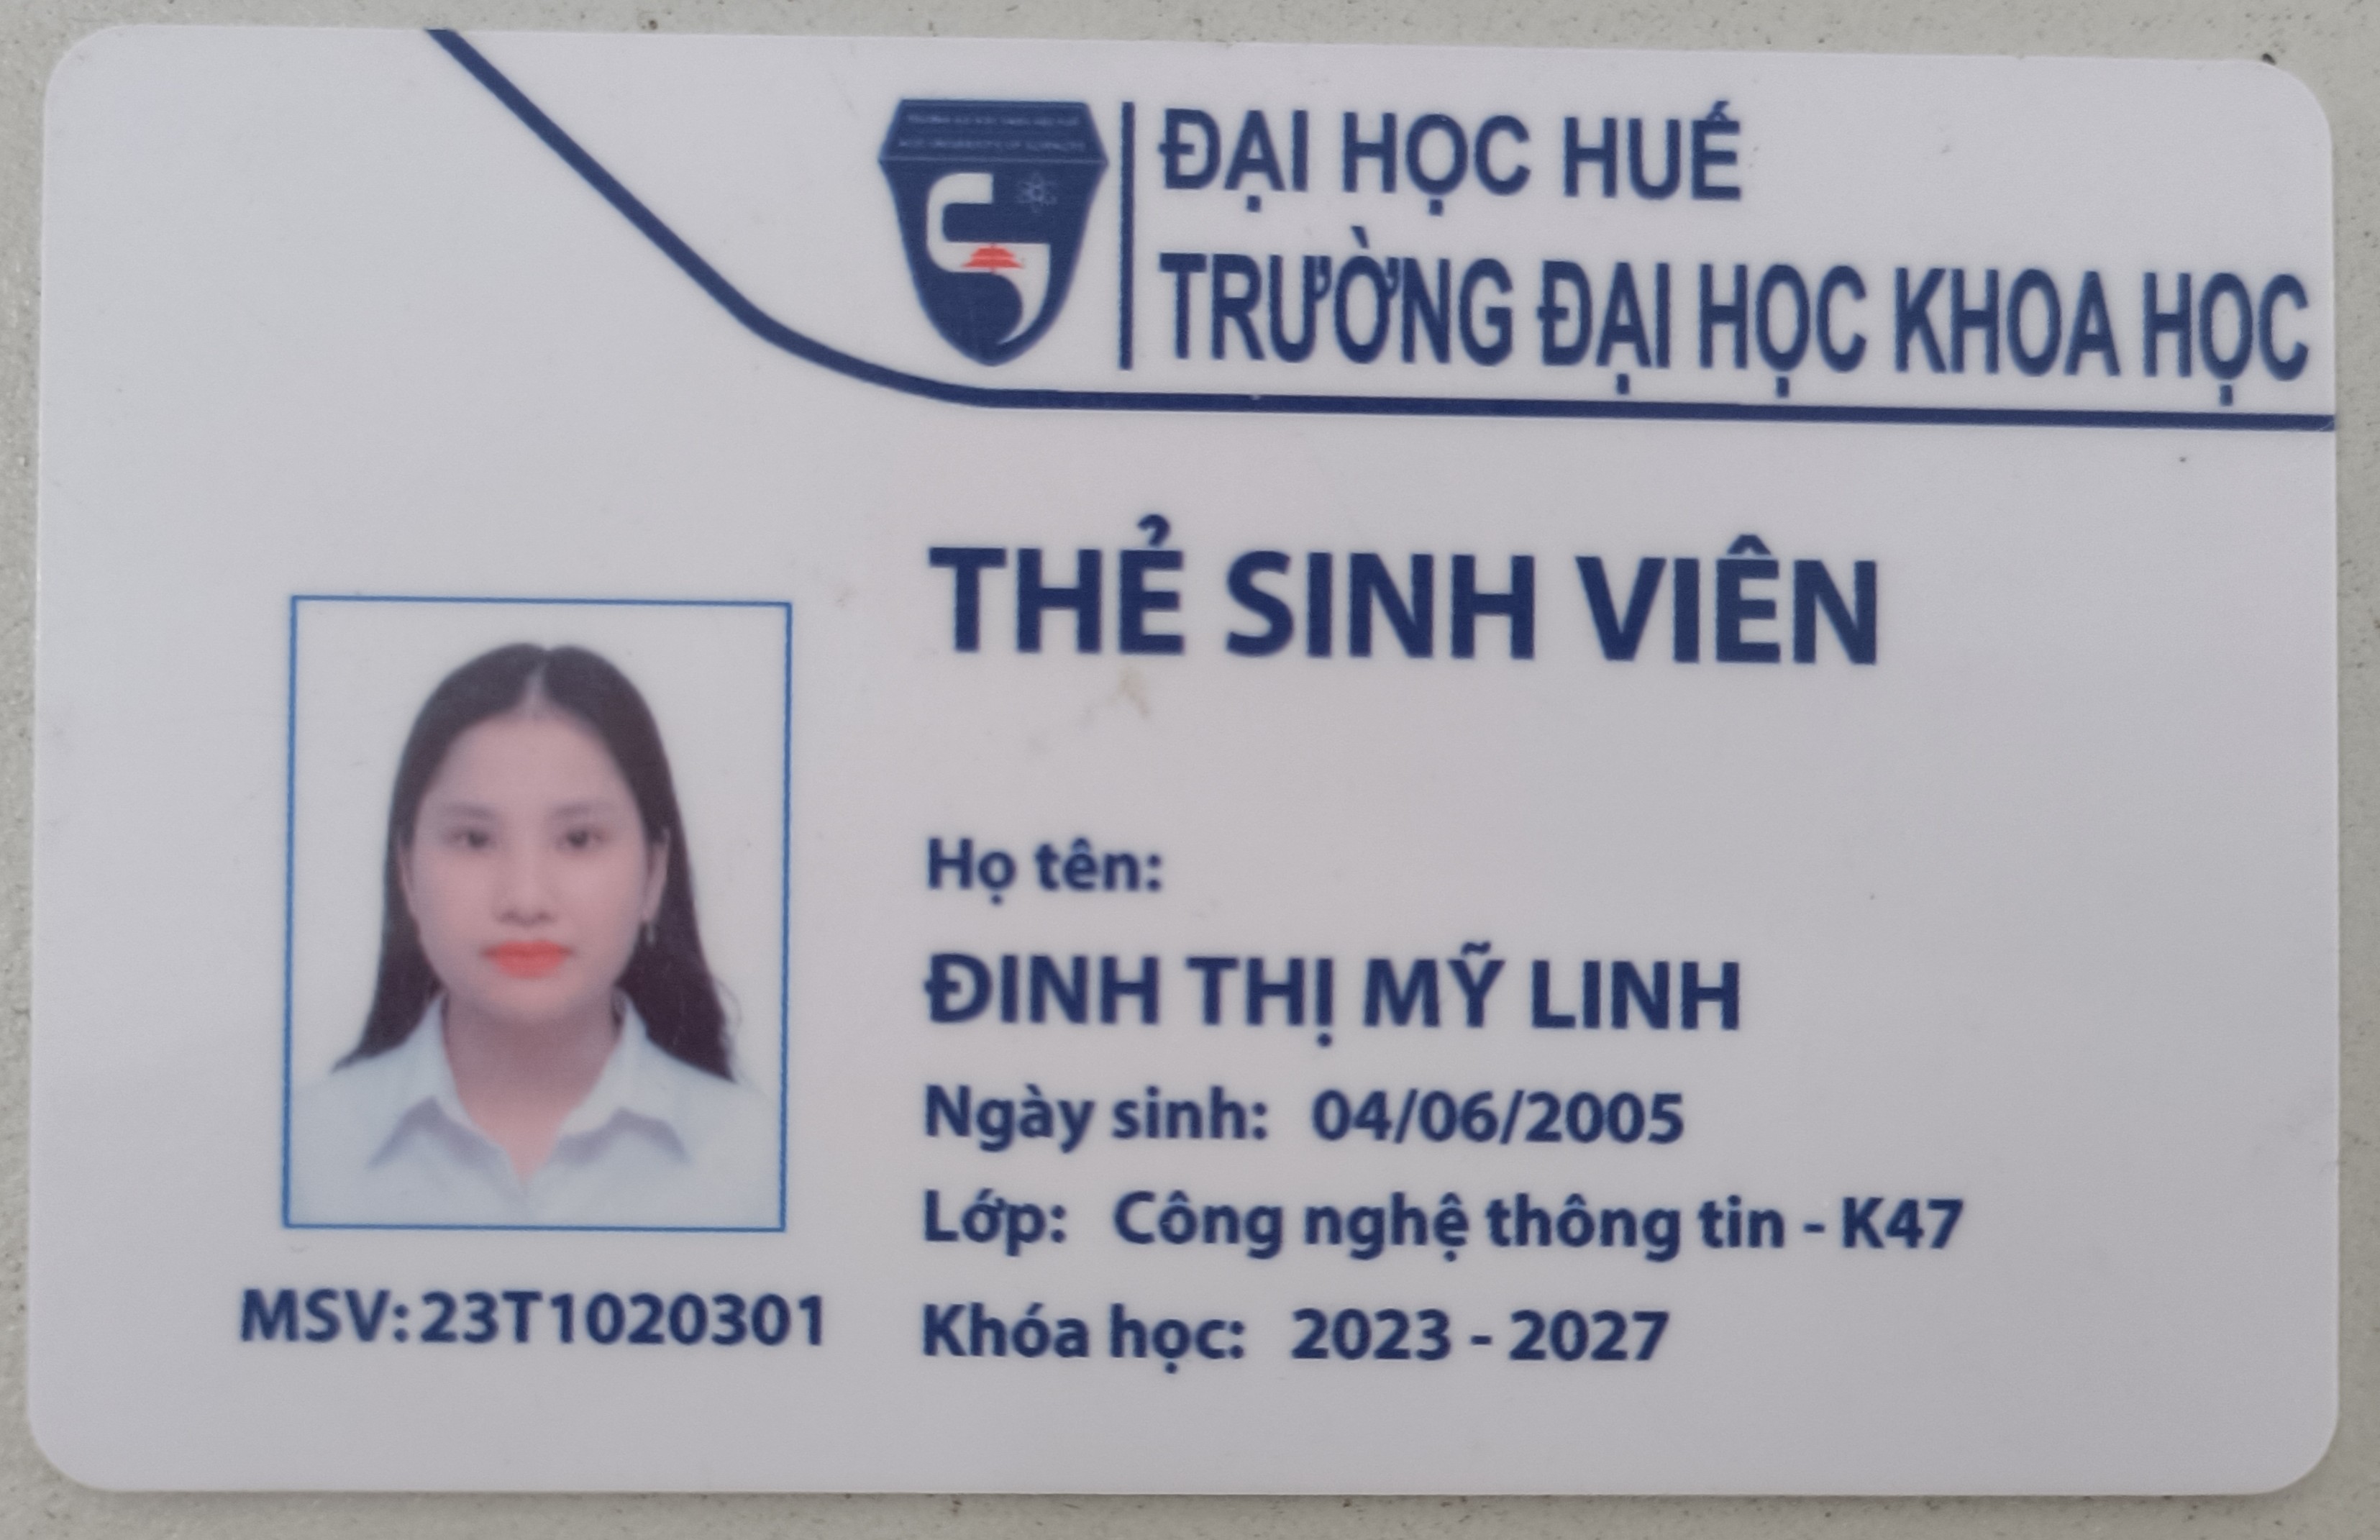 ĐẠI HỌC HUẾ
TRƯỜNG ĐẠI HỌC KHOA HỌC
THẺ SINH VIÊN
Họ tên:
ĐINH THỊ MỸ LINH
Ngày sinh: 04/06/2005
Lớp: Công nghệ thông tin - K47
Khóa học: 2023 - 2027
MSV: 23T1020301